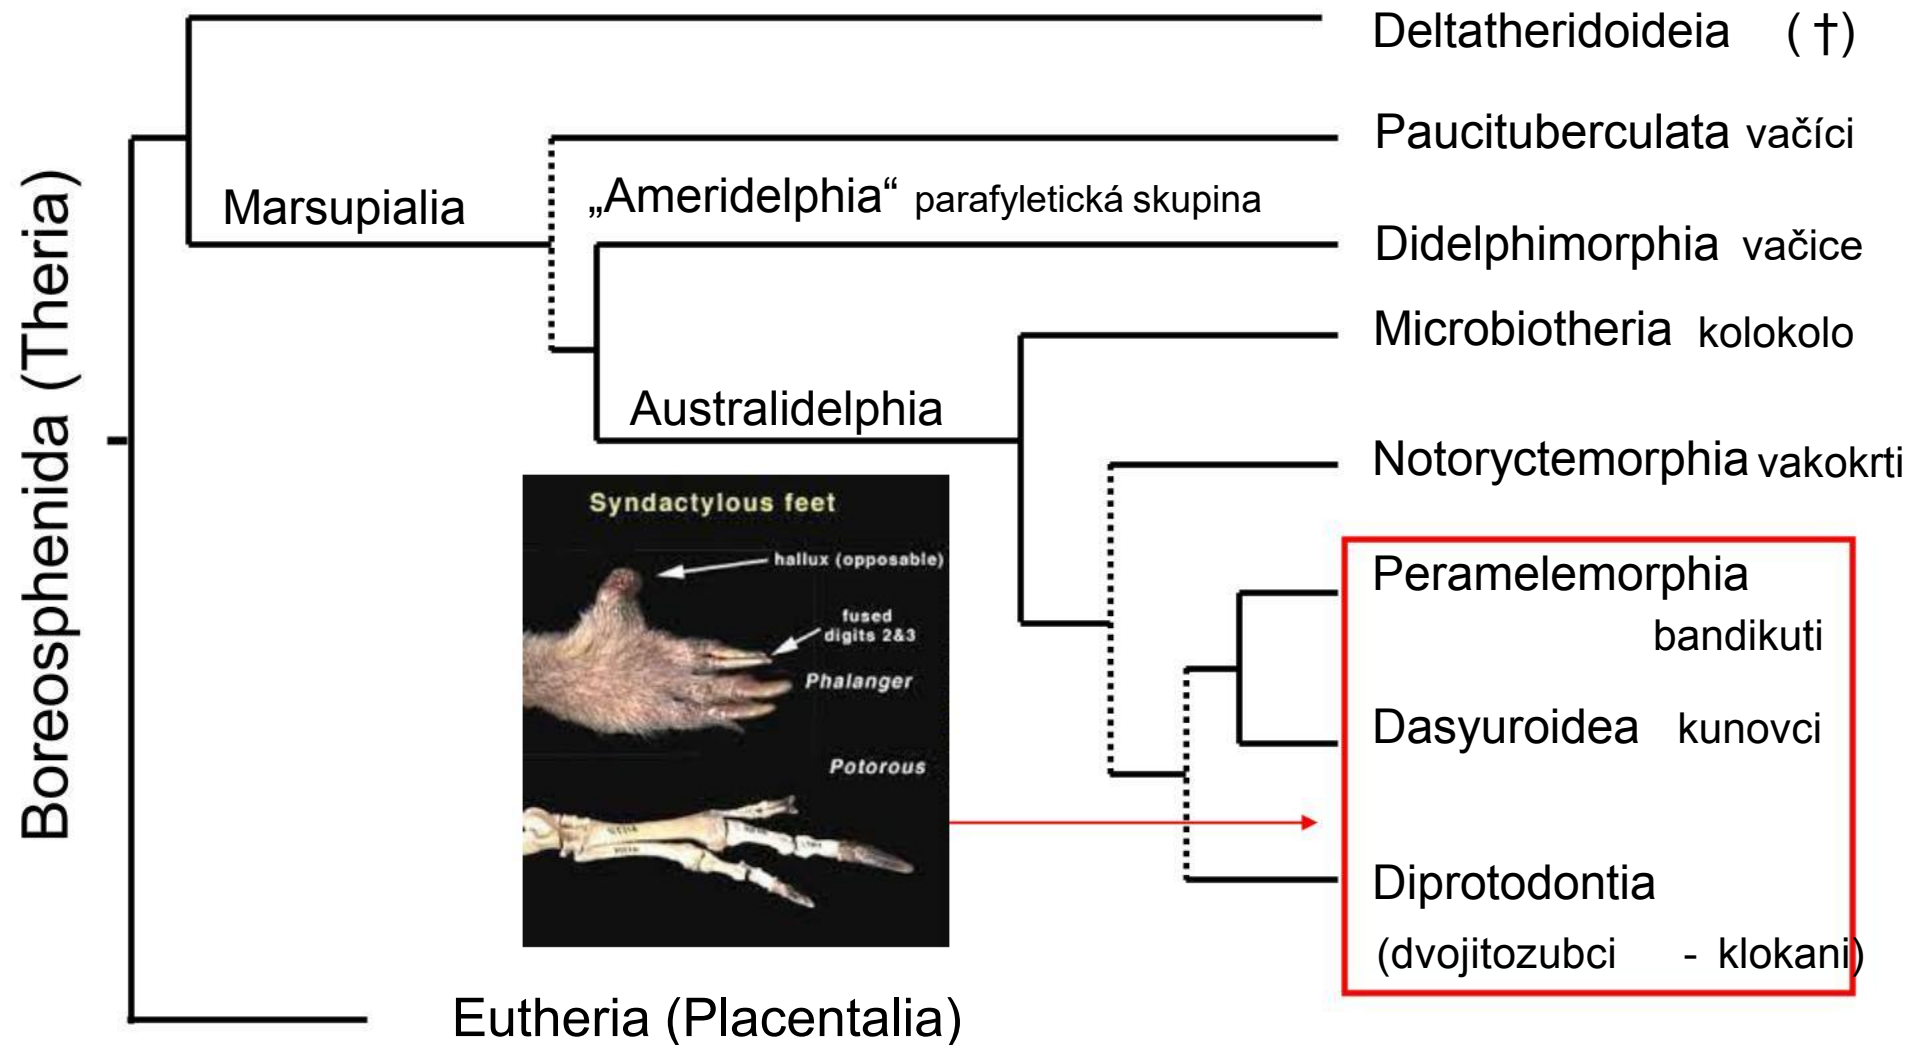 Deltatheridoideia ( †)
Paucituberculata vačíci
„Ameridelphia“ parafyletická skupina
Marsupialia
Didelphimorphia vačice
Microbiotheria kolokolo
Australidelphia
Boreosphenida (Theria)
Notoryctemorphia vakokrti
Syndactylous feet
hallux (opposable)
fused
digits 2&3
Phalanger
Potorous
Peramelemorphia
bandikuti
Dasyuroidea kunovci
Diprotodontia
(dvojitozubci - klokani)
Eutheria (Placentalia)